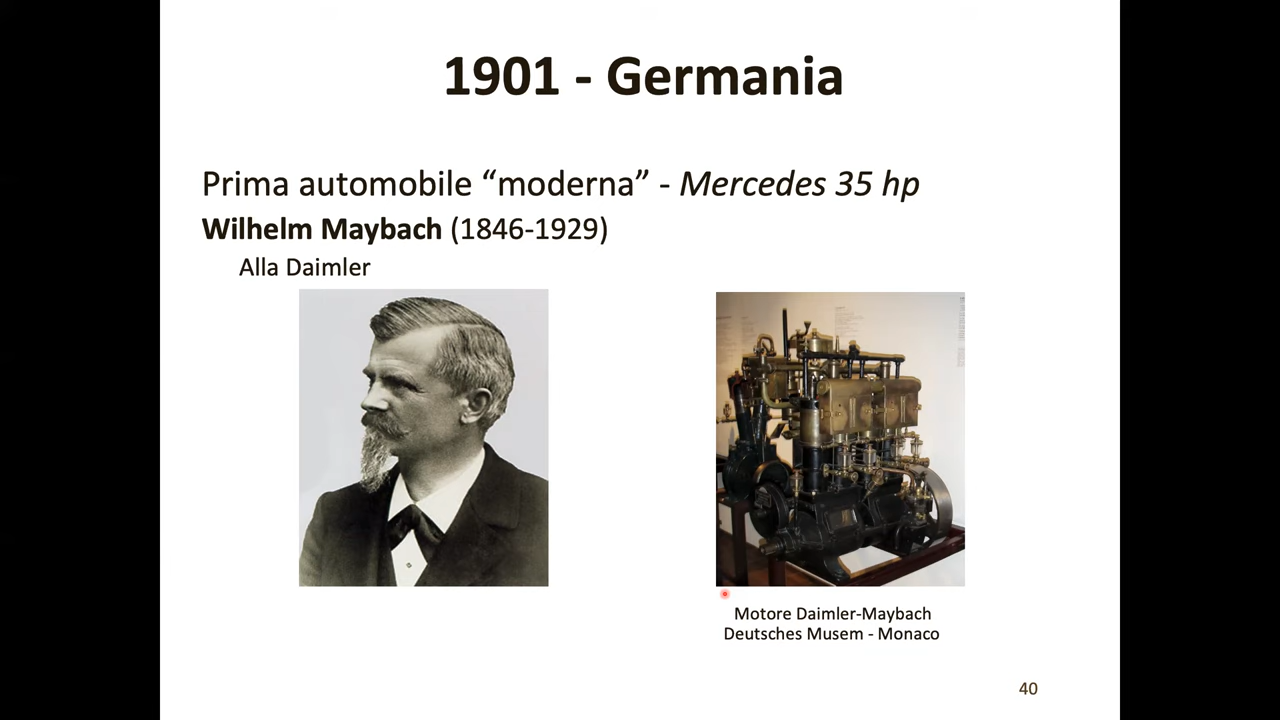 1901 - Germania
Prima automobile “moderna” - Mercedes 35 hp
Wilhelm Maybach (1846-1929)
Alla Daimler
Motore Daimler-Maybach
Deutsches Musem - Monaco
40